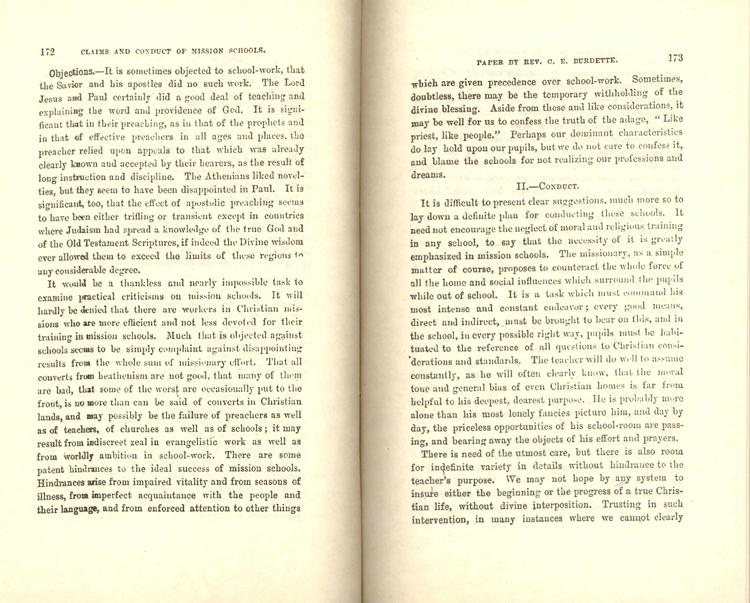 172 CLAIMS AND CONDUCT OF MISSION SCHOOLS.
Objections.—It is sometimes objected to school-work, that
the Savior and his apostles did no such work. The Lord
Jesus and Paul certainly did a good deal of teaching and
explaining the word and providence of God. It is signi-
ficant that in their preaching, as in that of the prophets and
in that of effective preachers in all ages and places, the
preacher relied upon appeals to that which was already
clearly known and accepted by their hearers, as the result of
long instruction and discipline. The Athenians liked novel-
ties, but they seem to have been disappointed in Paul. It is
significant, too, that the effect of apostolic preaching seems
to have been either trifling or transient except in countries
where Judaism had spread a knowledge of the true God and
of the Old Testament Scriptures, if indeed the Divine wisdom
ever allowed them to exceed the limits of these regions in
any considerable degree.
It would be a thankless and nearly impossible task to
examine practical criticisms on mission schools. It will
hardly be denied that there are workers in Christian mis-
sions who are more efficient and not less devoted for their
training in mission schools. Much that is objected against
schools seems to be simply complaint against disappointing
results from the whole sum of missionary effort. That all
converts from heathenism are not good, that many of them
are bad, that some of the worst are occasionally put to the
front, is no more than can be said of converts in Christian
lands, and may possibly be the failure of preachers as well
as of teachers, of churches as well as of schools; it may
result from indiscreet zeal in evangelistic work as well as
from worldly ambition in school-work. There are some
patent hindrances to the ideal success of mission schools.
Hindrances arise from impaired vitality and from seasons of
illness, from imperfect acquaintance with the people and
their language, and from enforced attention to other things
PAPER BY REV. C. E. BURDETTE. 173
which are given precedence over school-work. Sometimes,
doubtless, there may be the temporary withholding of the
divine blessing. Aside from these and like considerations, it
may be well for us to confess the truth of the adage, “ Like
priest, like people.” Perhaps our dominant characteristics
do lay hold upon our pupils, but we do not care to confess it,
and blame the schools for not realizing our professions and
dreams.
II.—CONDUCT.
It is difficult to present clear suggestions, much more so to
lay down a definite plan for conducting these schools. It
need not encourage the neglect of moral and religious training
in any school, to say that the necessity of it is greatly
emphasized in mission schools. The missionary, as a simple
matter of course, proposes to counteract the whole force of
all the home and social influences which surround the pupils
while out of school. It is a task which must command his
most intense and constant endeavor; every good means,
direct and indirect, must be brought to bear on this, and in
the school, in every possible right way, pupils must be habi-
tuated to the reference of all questions to Christian consi-
derations and standards. The teacher will do well to assume
constantly, as he will often clearly know, that the moral
tone and general bias of even Christian homes is far from
helpful to his deepest, dearest purpose. He is probably more
alone than his most lonely fancies picture him, and day by
day, the priceless opportunities of his school-room are pass-
ing, and bearing away the objects of his effort and prayers.
There is need of the utmost care, but there is also room
for indefinite variety in details without hindrance to the
teacher's purpose. We may not hope by any system to
insure either the beginning or the progress of a true Chris-
tian life, without divine interposition. Trusting in such
intervention, in many instances where we cannot clearly